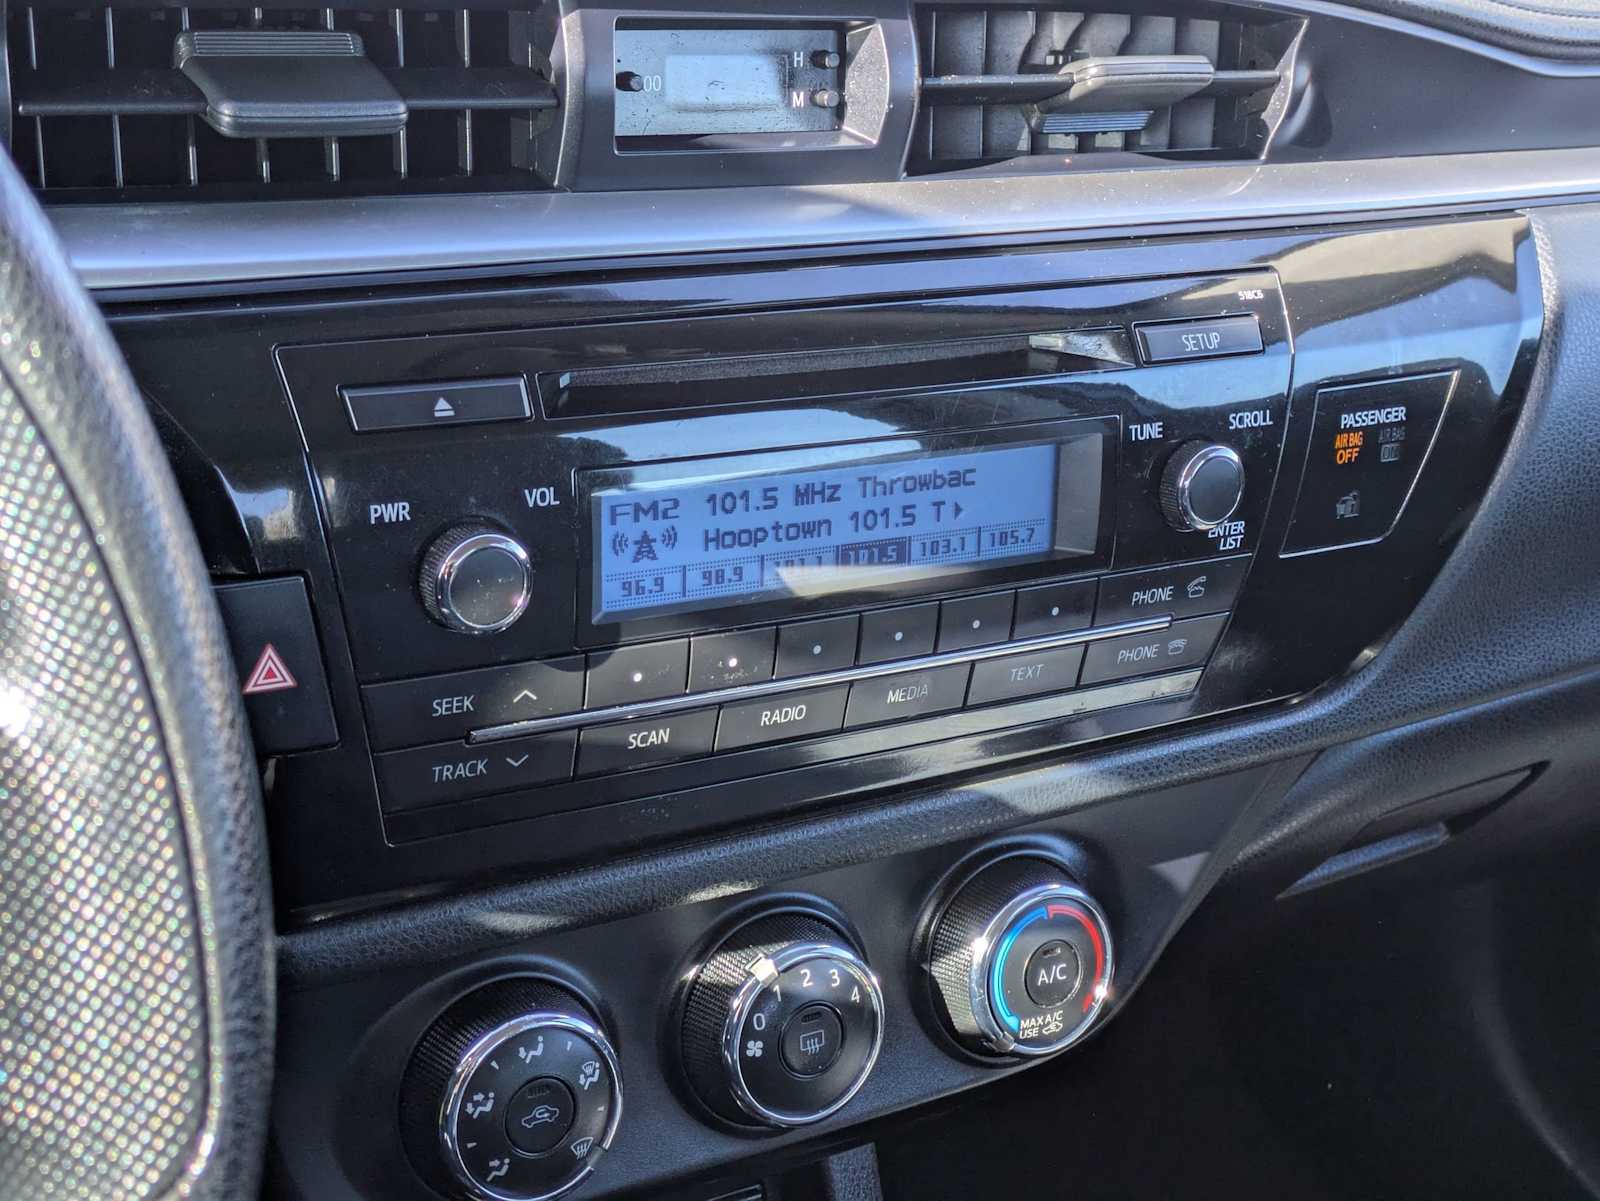 :00
H
M
518C6
SETUP
TUNE
SCROLL
PASSENGER
AIR BAG
OFF
AIR BAG
PWR
VOL
FM2 101.5 MHz Throwbac
Hooptown 101.5 T
96.9 98.9 101.5 103.1 105.7
ENTER
LIST
PHONE
SEEK
SCAN
RADIO
MEDIA
TEXT
PHONE
TRACK
0 1 2 3 4
A/C
MAX A/C
USE